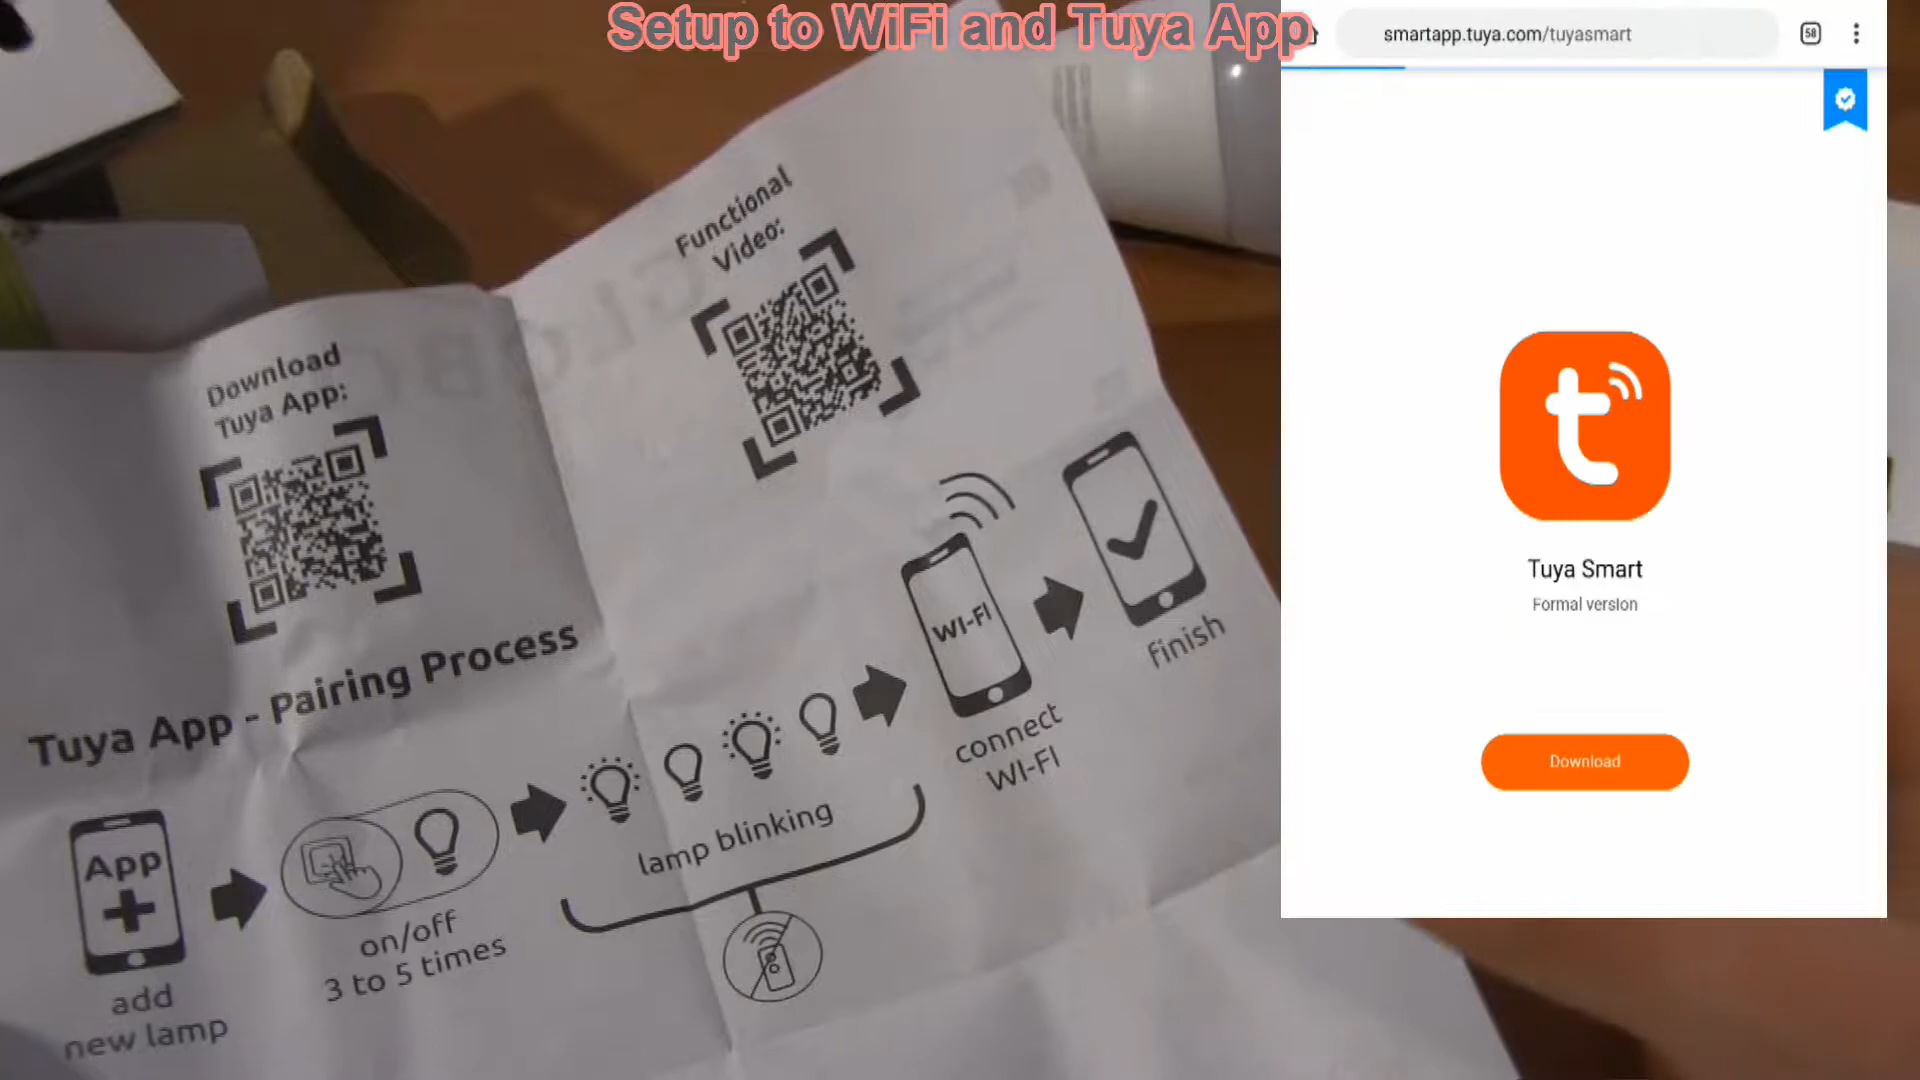 Setup to WiFi and Tuya App
smartapp.tuya.com/tuyasmart
58
Functional
Video:
Download
Tuya App:
Tuya App - Pairing Process
App
add
new lamp
on/off
3 to 5 times
lamp blinking
WI-FI
connect
WI-FI
finish
Tuya Smart
Formal version
Download